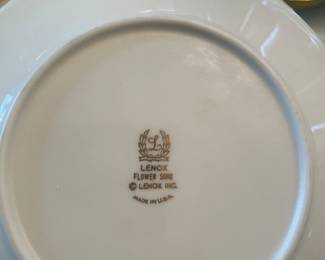 L
LENOX
FLOWER SONG
© LENOX INC.
MADE IN U.S.A.